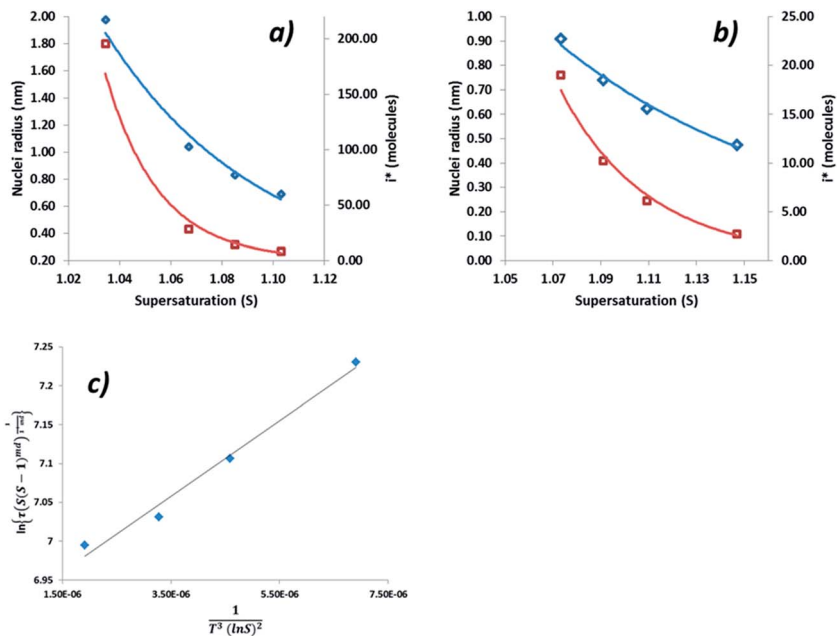 a)
2.00
1.80
1.60
1.40
1.20
1.00
0.80
0.60
0.40
0.20
Nuclei radius (nm)
200.00
150.00
100.00
50.00
0.00
i* (molecules)
1.02 1.04 1.06 1.08 1.10 1.12
Supersaturation (S)
b)
1.00
0.90
0.80
0.70
0.60
0.50
0.40
0.30
0.20
0.10
0.00
Nuclei radius (nm)
25.00
20.00
15.00
10.00
5.00
0.00
i* (molecules)
1.05 1.07 1.09 1.11 1.13 1.15
Supersaturation (S)
c)
7.25
7.2
7.15
7.1
7.05
7
6.95
ln{τ(S(S − 1)^md)}
1.50E-06 3.50E-06 5.50E-06 7.50E-06
1
T³ (lnS)²